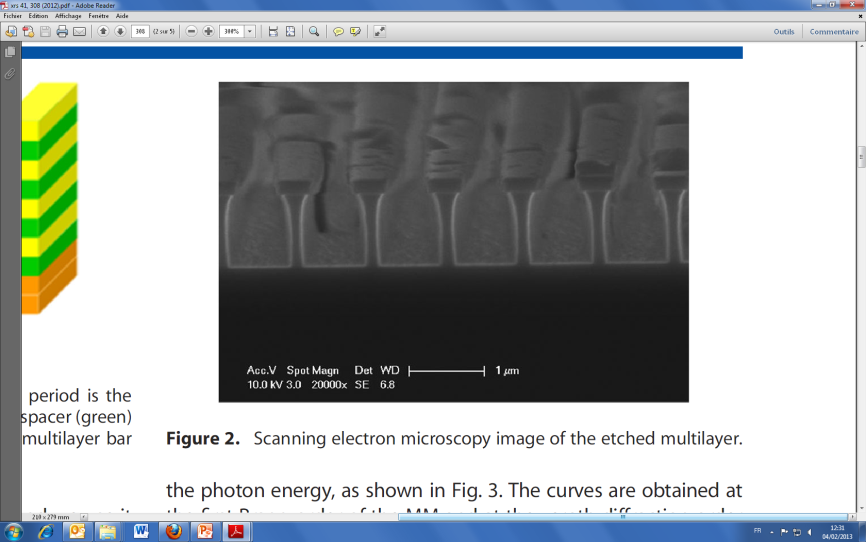 xrs 41, 308 (2012).pdf - Adobe Reader
Fichier Edition Affichage Fenêtre Aide
308 (2 sur 5) 300% Outils Commentaire
Acc.V Spot Magn Det WD 1 µm
10.0 kV 3.0 20000x SE 6.8
period is the
spacer (green)
multilayer bar
Figure 2. Scanning electron microscopy image of the etched multilayer.
the photon energy, as shown in Fig. 3. The curves are obtained at
210 x 279 mm
FR 12:31
04/02/2013